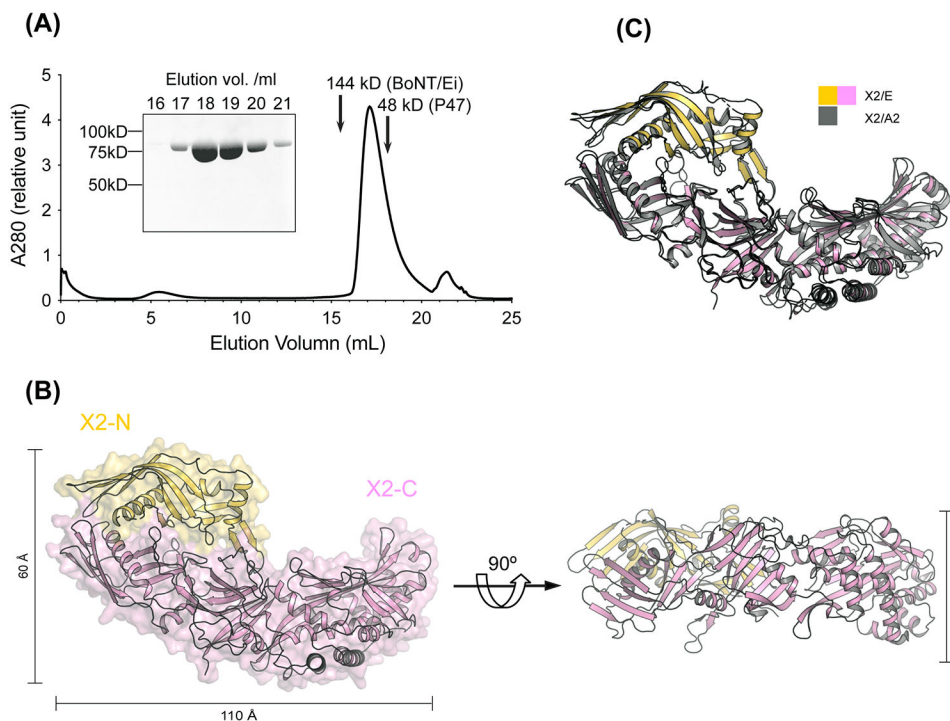 (A)
(C)
A280 (relative unit)
5
4
3
2
1
0
Elution vol. /ml
16 17 18 19 20 21
100kD
75kD
50kD
144 kD (BoNT/Ei)
48 kD (P47)
0 5 10 15 20 25
Elution Volumn (mL)
X2/E
X2/A2
(B)
X2-N
X2-C
60 Å
110 Å
90º